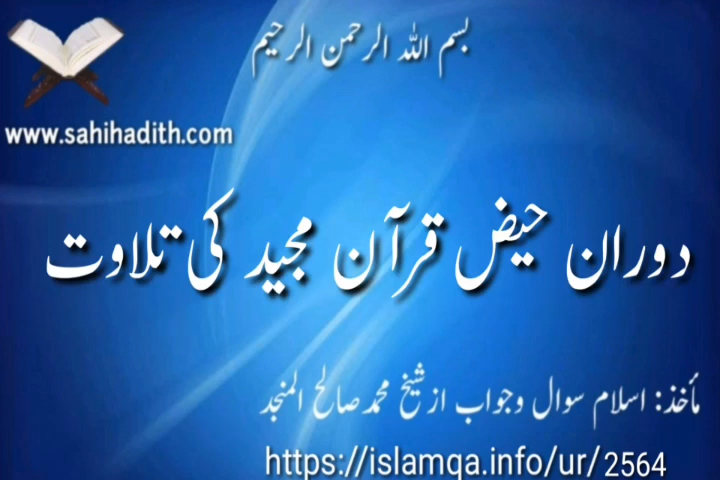 بسم اللہ الرحمن الرحیم
www.sahihadith.com
دوران حیض قرآن مجید کی تلاوت
مأخذ: اسلام سوال وجواب از شیخ محمد صالح المنجد
https://islamqa.info/ur/2564